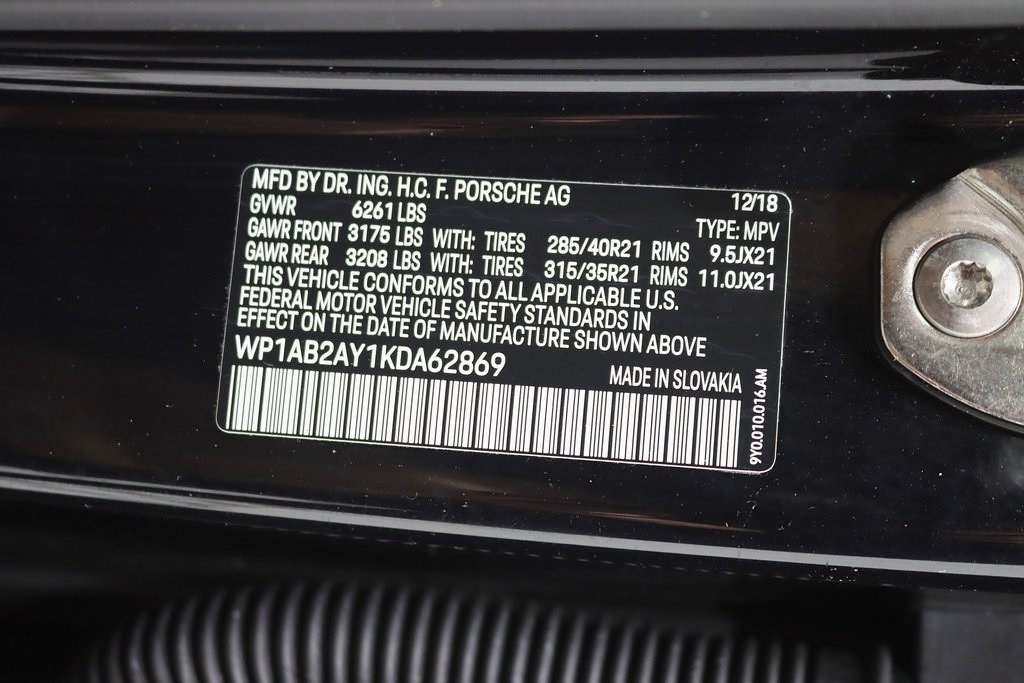 MFD BY DR. ING. H.C. F. PORSCHE AG 12/18
GVWR 6261 LBS TYPE: MPV
GAWR FRONT 3175 LBS WITH: TIRES 285/40R21 RIMS 9.5JX21
GAWR REAR 3208 LBS WITH: TIRES 315/35R21 RIMS 11.0JX21
THIS VEHICLE CONFORMS TO ALL APPLICABLE U.S.
FEDERAL MOTOR VEHICLE SAFETY STANDARDS IN
EFFECT ON THE DATE OF MANUFACTURE SHOWN ABOVE
WP1AB2AY1KDA62869 MADE IN SLOVAKIA
9Y0.010.016.AM